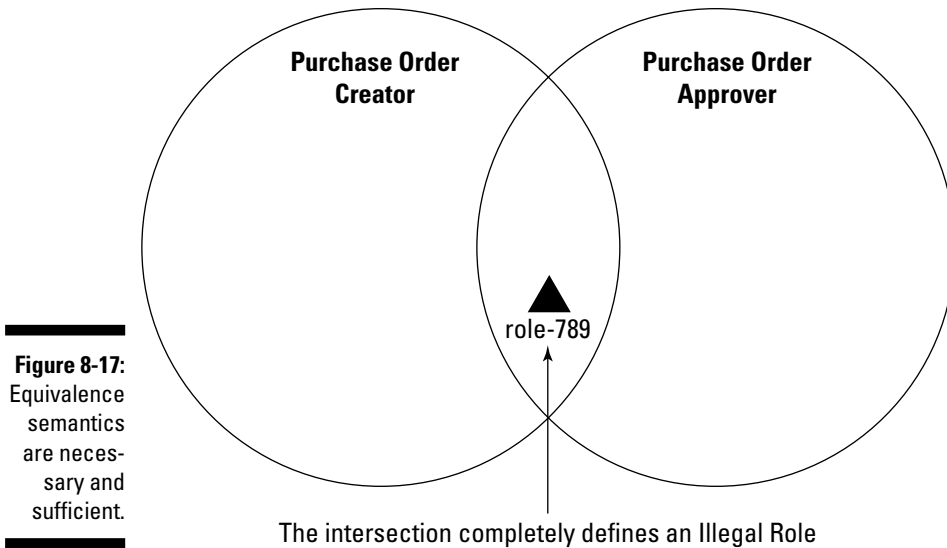 Purchase Order
Creator
Purchase Order
Approver
role-789
Figure 8-17:
Equivalence
semantics
are neces-
sary and
sufficient.
The intersection completely defines an Illegal Role